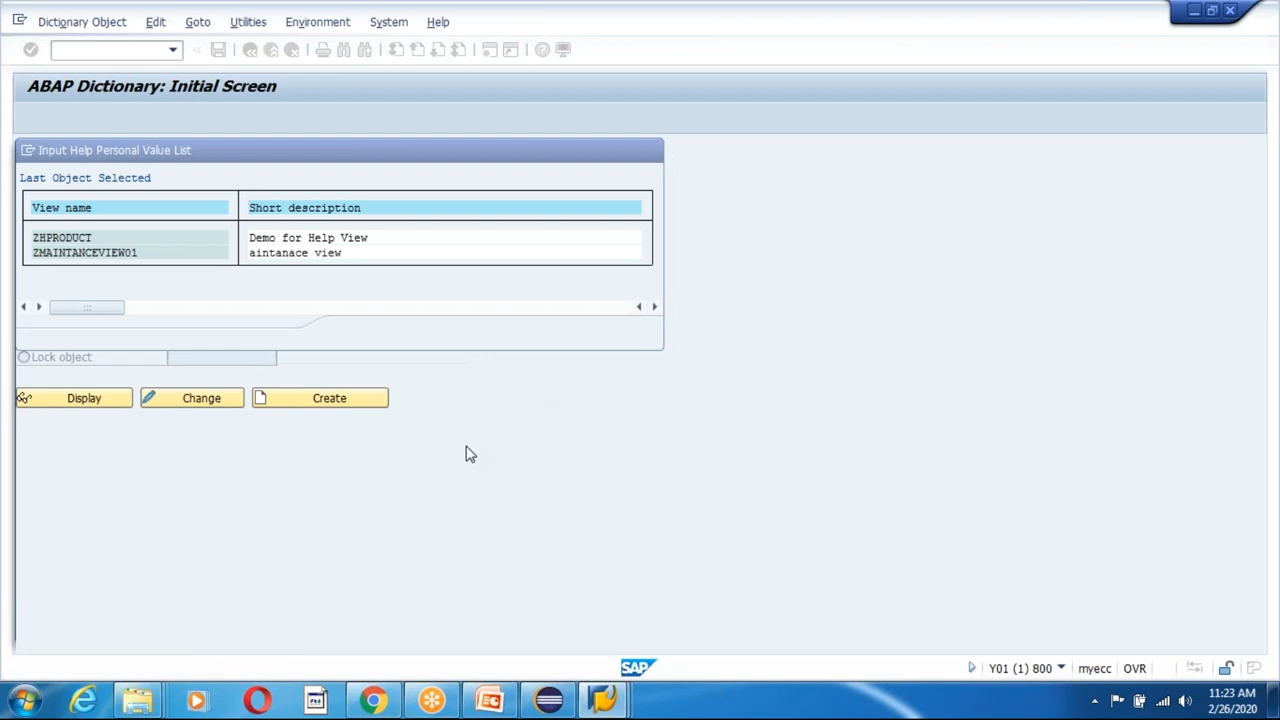 Dictionary Object Edit Goto Utilities Environment System Help
ABAP Dictionary: Initial Screen
Input Help Personal Value List
Last Object Selected
View name Short description
ZHPRODUCT Demo for Help View
ZMAINTANCEVIEW01 aintanace view
Lock object
Display Change Create
SAP
Y01 (1) 800 myecc OVR
11:23 AM
2/26/2020